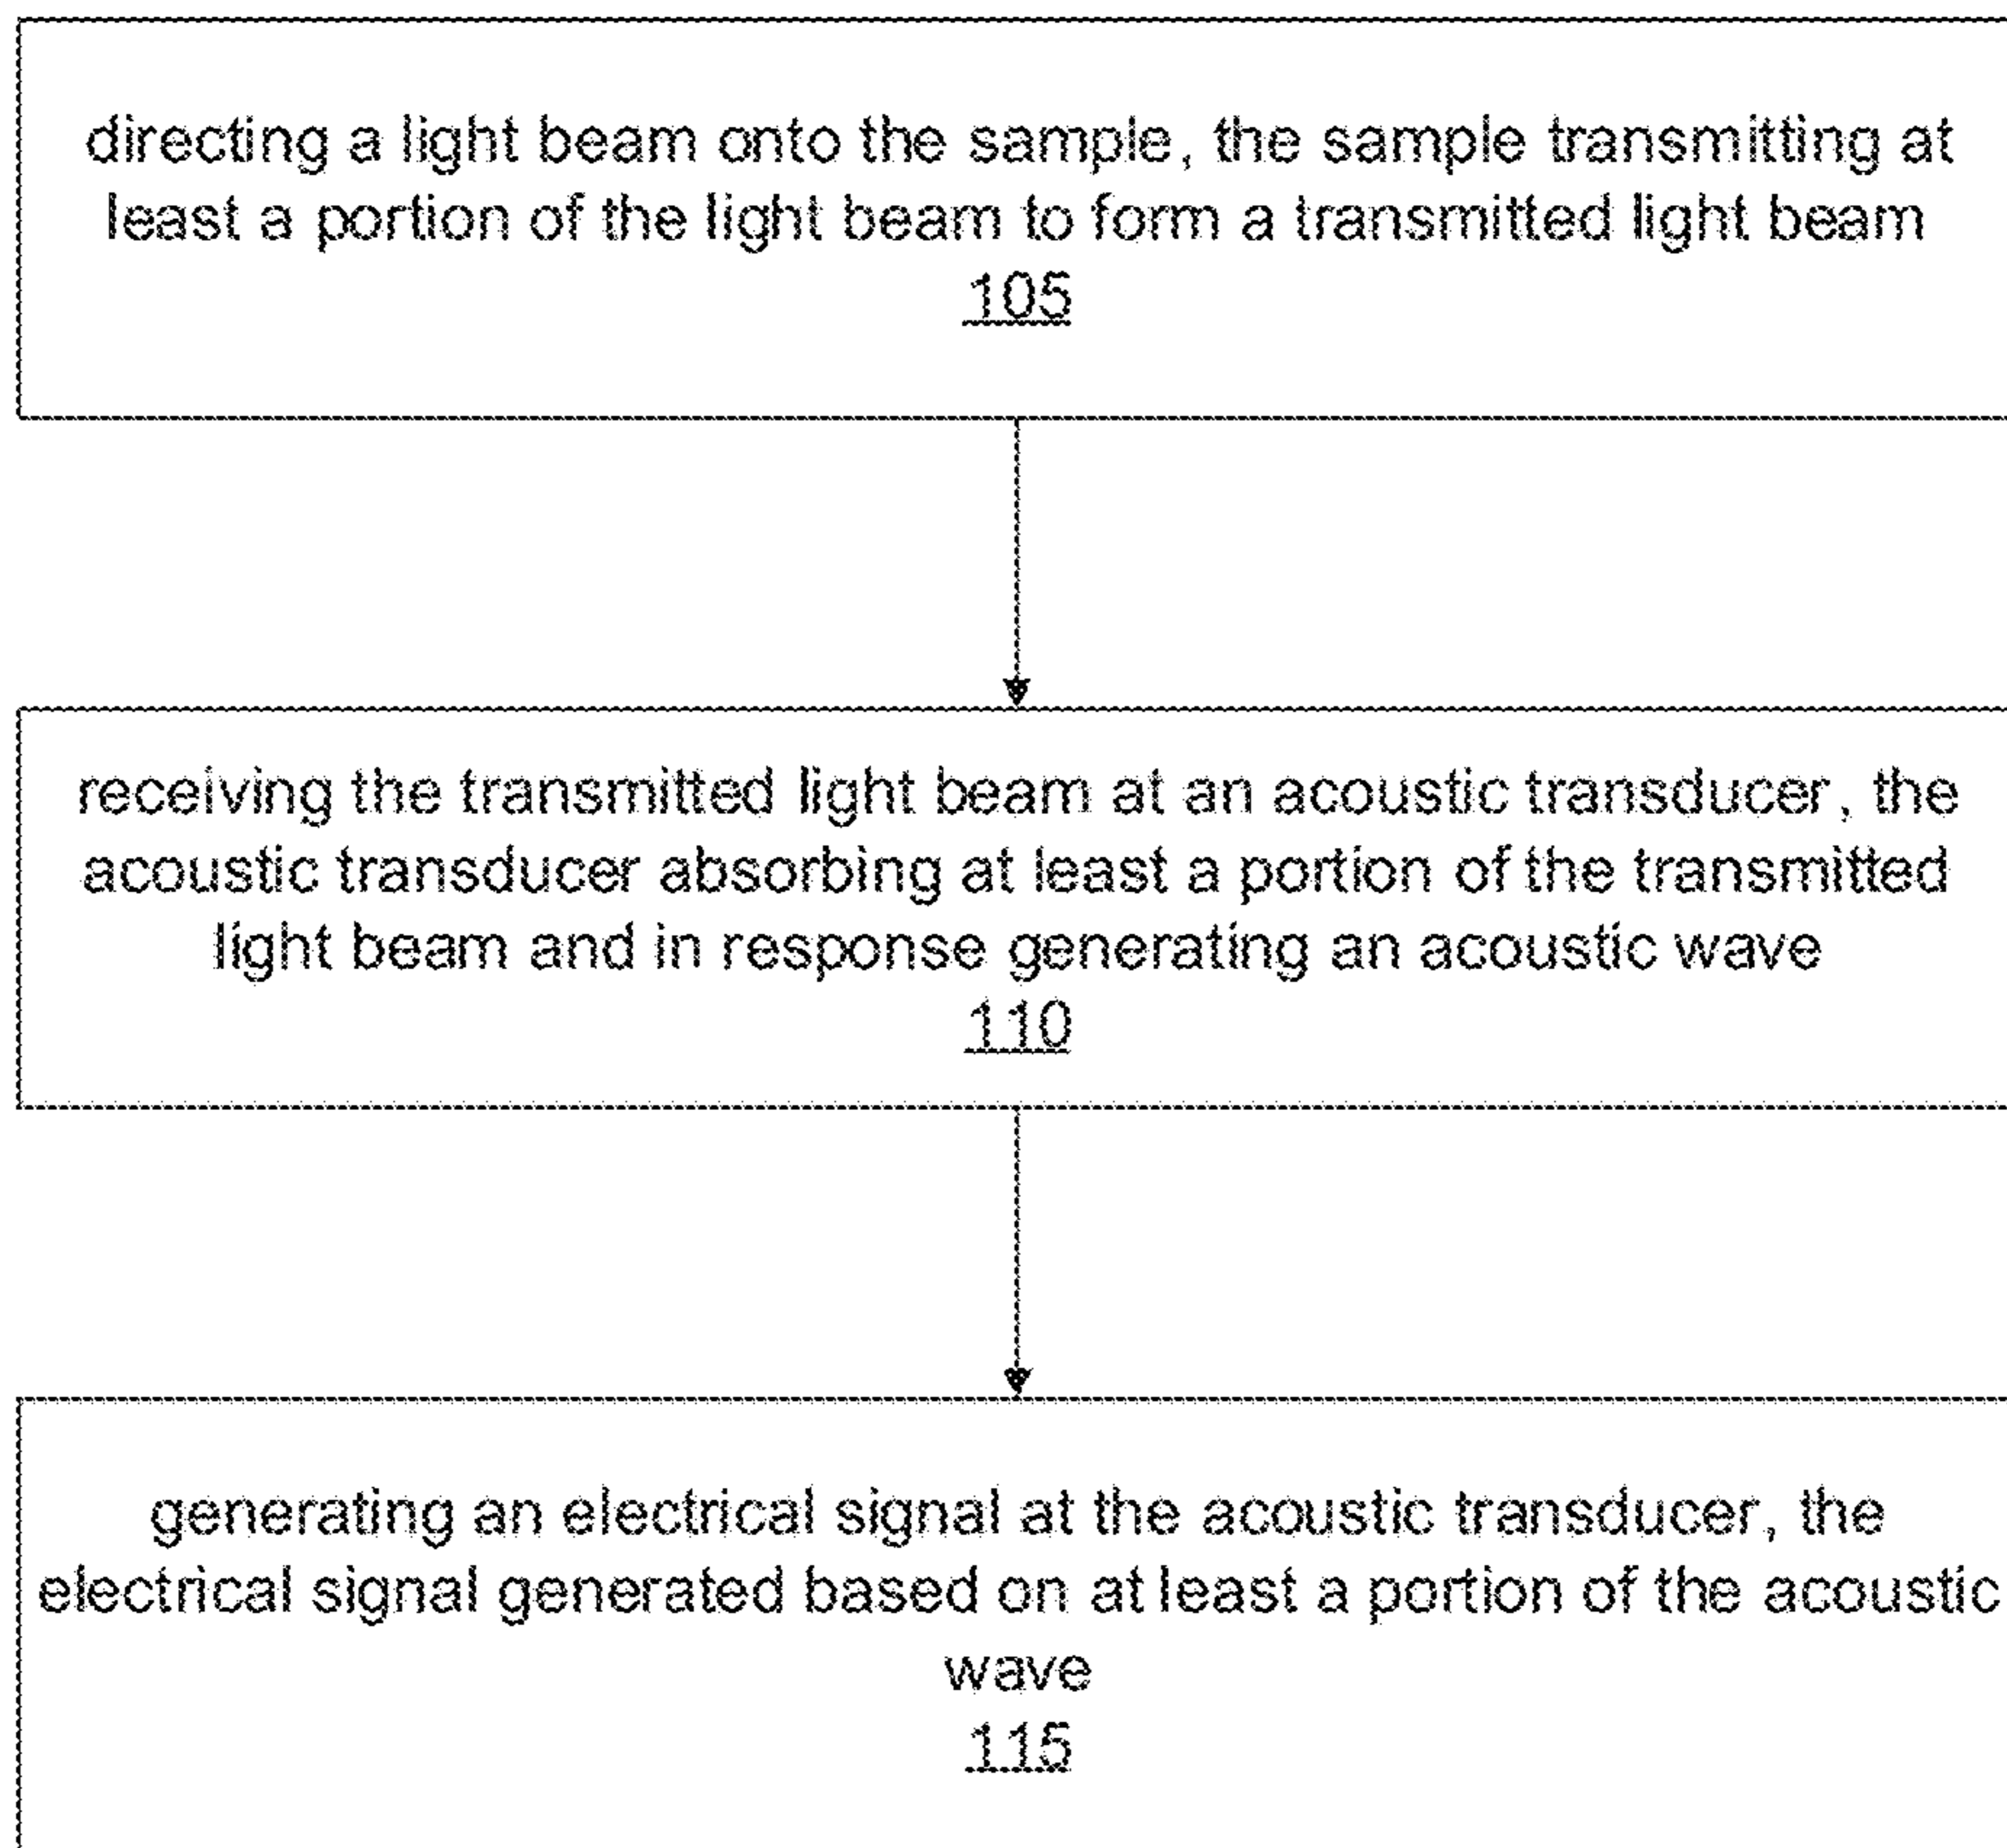 directing a light beam onto the sample, the sample transmitting at
least a portion of the light beam to form a transmitted light beam
105
receiving the transmitted light beam at an acoustic transducer, the
acoustic transducer absorbing at least a portion of the transmitted
light beam and in response generating an acoustic wave
110
generating an electrical signal at the acoustic transducer, the
electrical signal generated based on at least a portion of the acoustic
wave
115